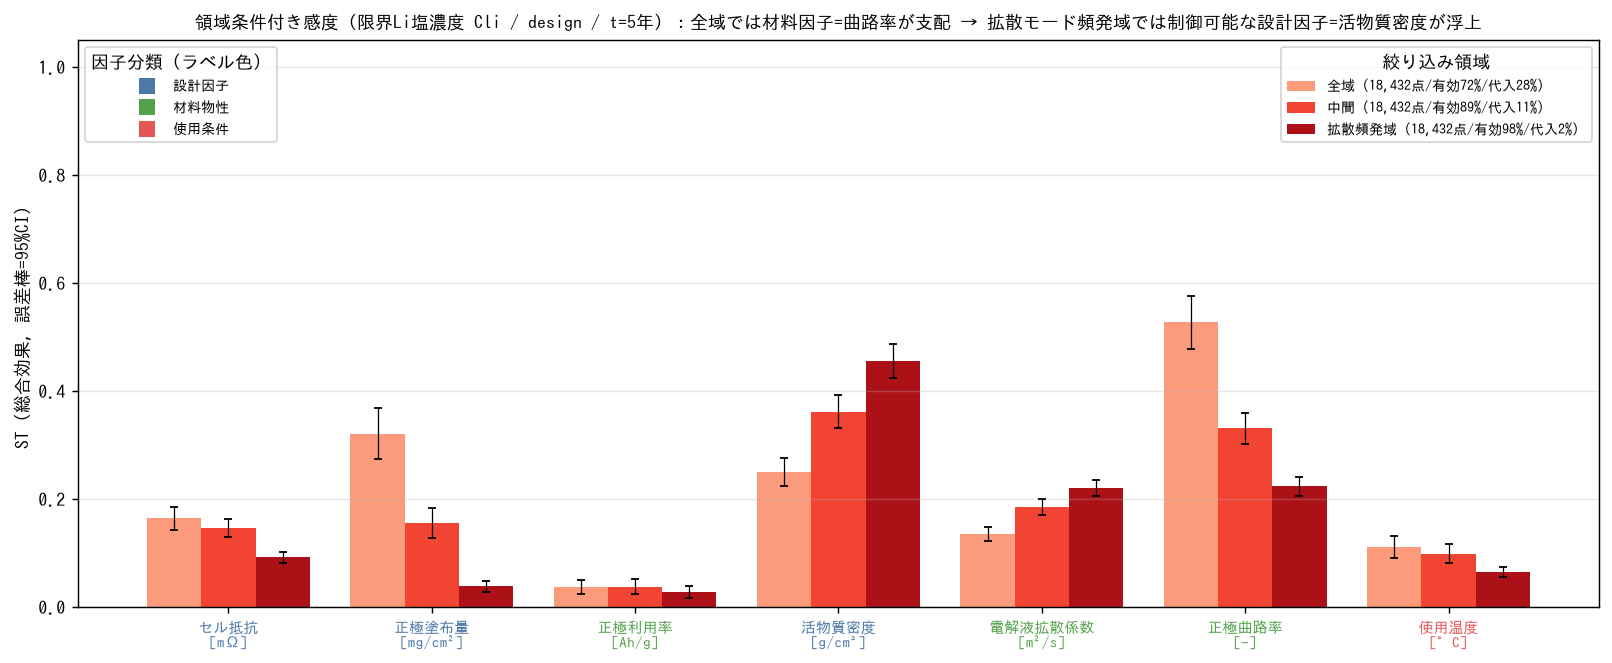 領域条件付き感度 (限界Li塩濃度 Cli / design / t=5年) : 全域では材料因子=曲路率が支配 → 拡散モード頻発域では制御可能な設計因子=活物質密度が浮上
因子分類 (ラベル色)
設計因子
材料物性
使用条件
絞り込み領域
全域 (18,432点/有効72%/代入28%)
中間 (18,432点/有効89%/代入11%)
拡散頻発域 (18,432点/有効98%/代入2%)
ST (総合効果, 誤差棒=95%CI)
1.0
0.8
0.6
0.4
0.2
0.0
セル抵抗
[mΩ]
正極塗布量
[mg/cm²]
正極利用率
[Ah/g]
活物質密度
[g/cm³]
電解液拡散係数
[m²/s]
正極曲路率
[-]
使用温度
[°C]